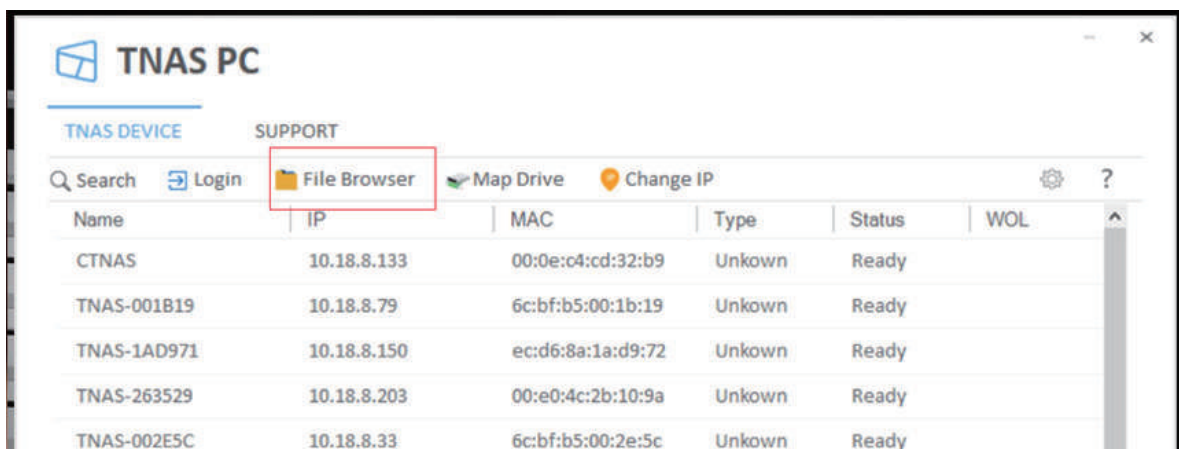 TNAS PC
TNAS DEVICE SUPPORT
Search Login File Browser Map Drive Change IP ?
Name IP MAC Type Status WOL
CTNAS 10.18.8.133 00:0e:c4:cd:32:b9 Unkown Ready
TNAS-001B19 10.18.8.79 6c:bf:b5:00:1b:19 Unkown Ready
TNAS-1AD971 10.18.8.150 ec:d6:8a:1a:d9:72 Unkown Ready
TNAS-263529 10.18.8.203 00:e0:4c:2b:10:9a Unkown Ready
TNAS-002E5C 10.18.8.33 6c:bf:b5:00:2e:5c Unkown Ready